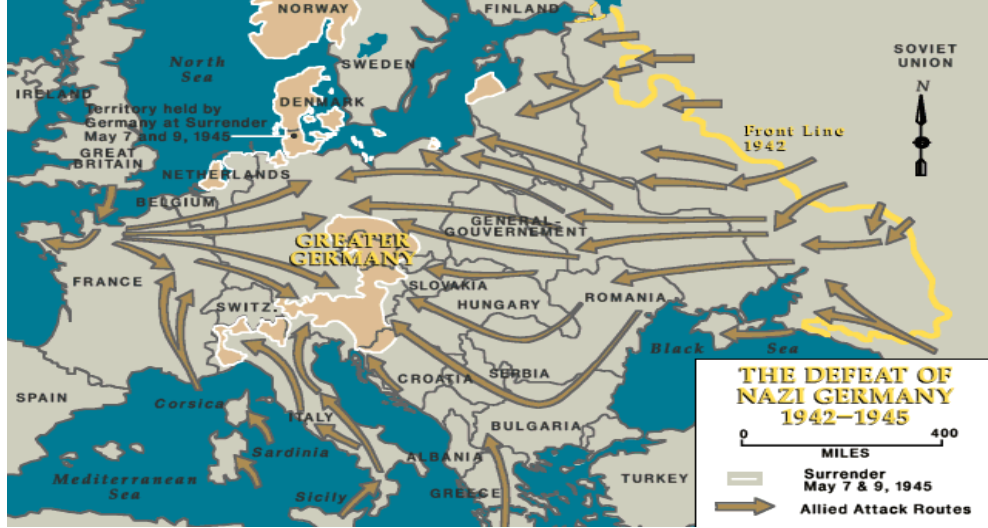 NORWAY
FINLAND
SOVIET
UNION
North
Sea
SWEDEN
N
IRELAND
DENMARK
Territory held by
Germany at Surrender
May 7 and 9, 1945
Front Line
1942
GREAT
BRITAIN
NETHERLANDS
BELGIUM
GENERAL-
GOUVERNEMENT
GREATER
GERMANY
FRANCE
SLOVAKIA
SWITZ.
HUNGARY
ROMANIA
Black Sea
CROATIA
SERBIA
SPAIN
Corsica
ITALY
BULGARIA
Sardinia
ALBANIA
Mediterranean
Sea
Sicily
GREECE
TURKEY
THE DEFEAT OF
NAZI GERMANY
1942–1945
0 400
MILES
Surrender
May 7 & 9, 1945
Allied Attack Routes